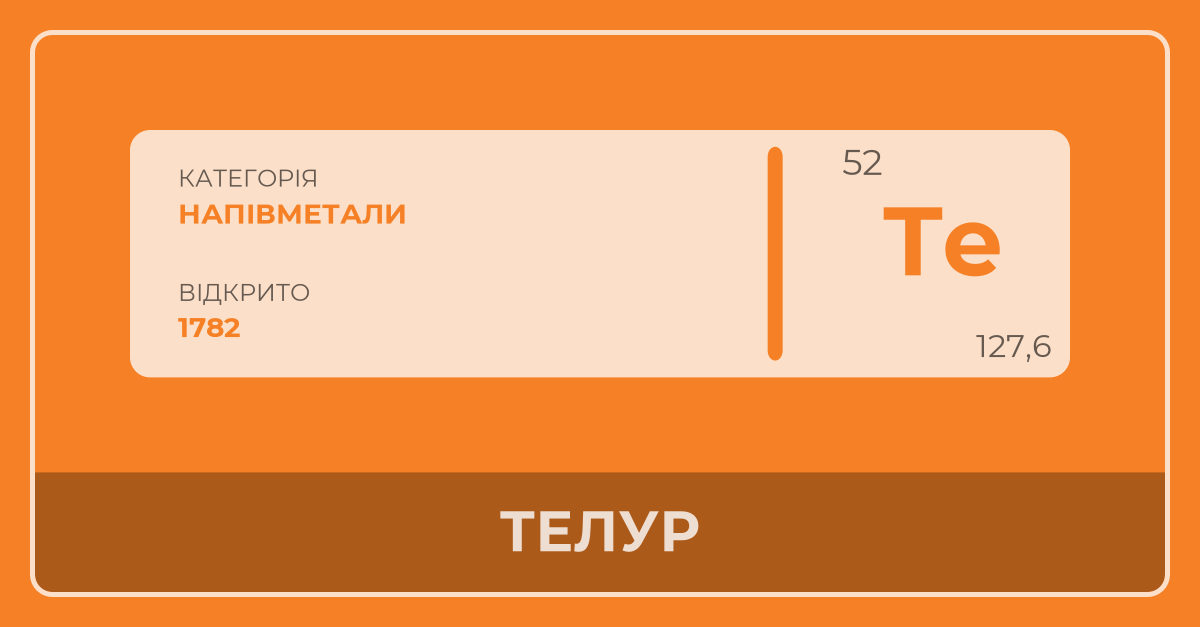 КАТЕГОРІЯ
НАПІВМЕТАЛИ
ВІДКРИТО
1782
52
Te
127,6
ТЕЛУР